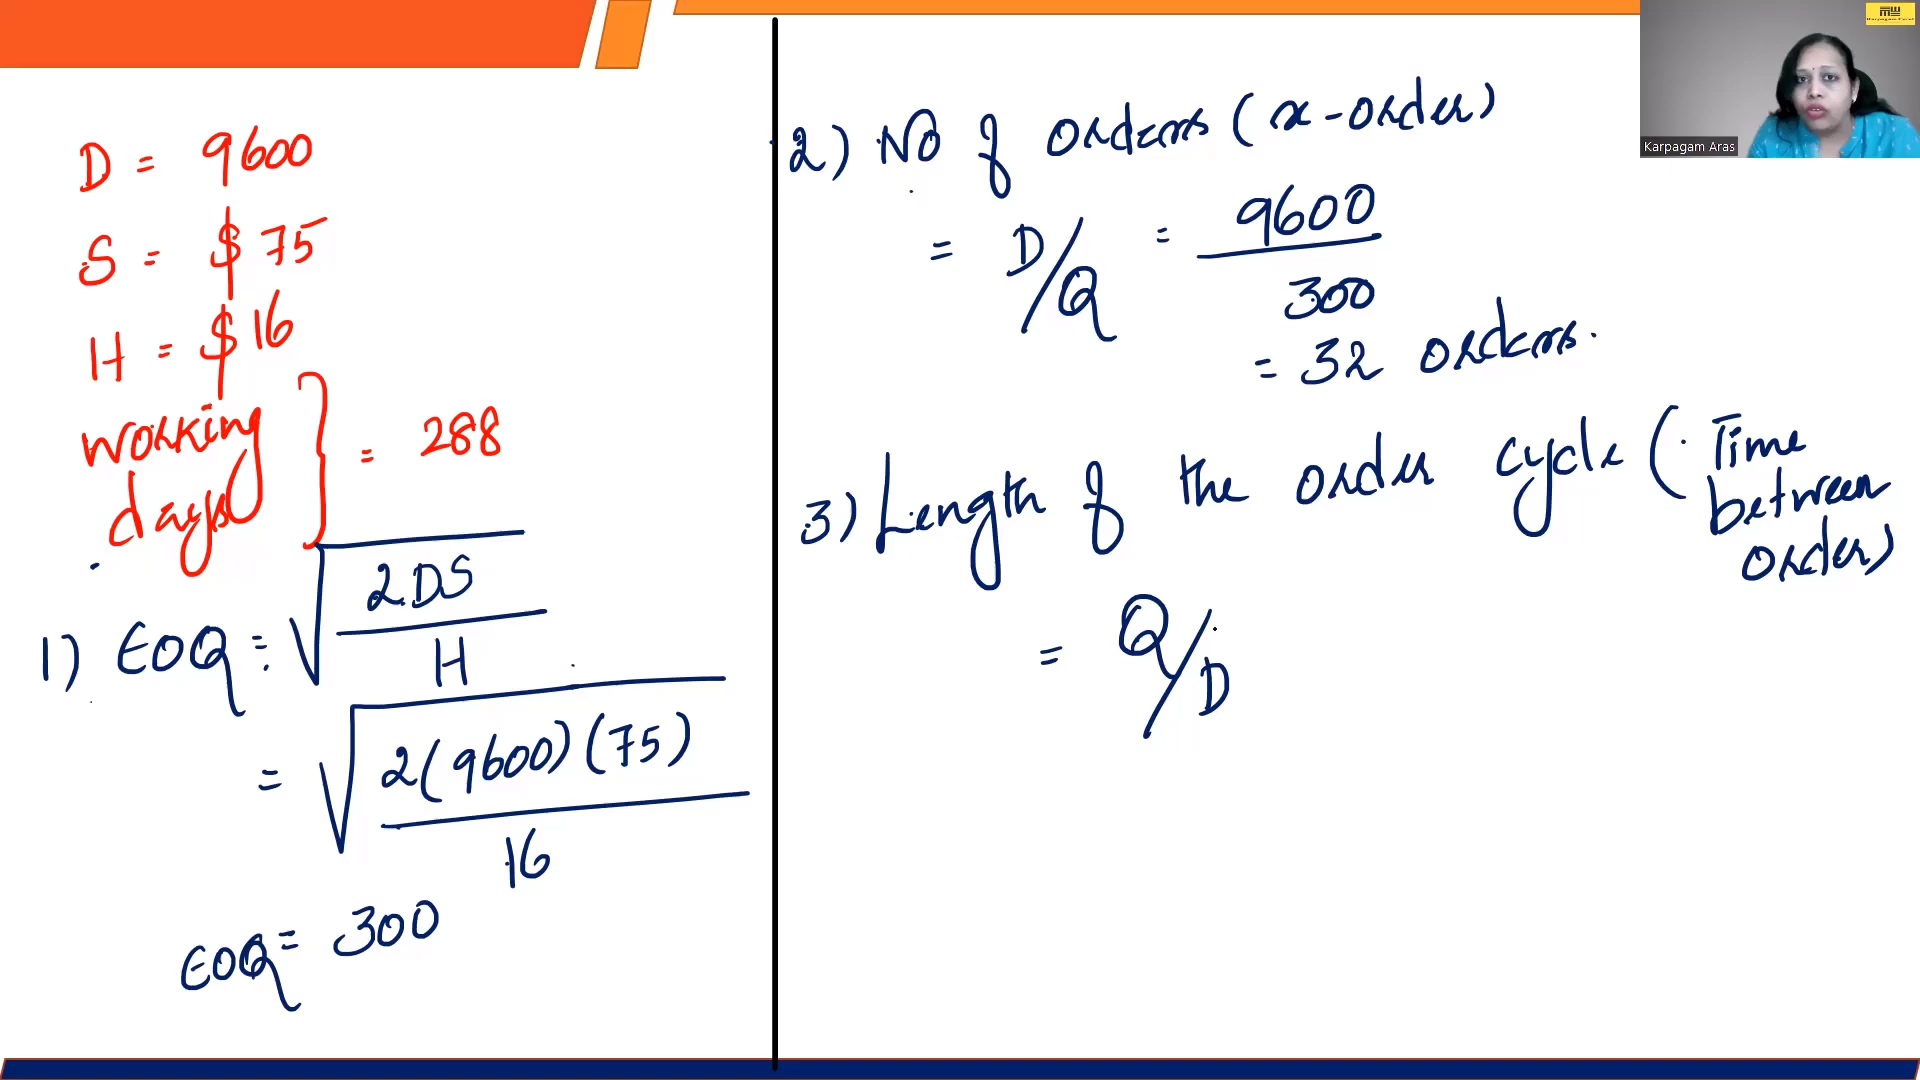 D = 9600
S = $ 75
H = $ 16
working
days } = 288
1) EOQ = √ 2DS
H
= √ 2(9600)(75)
16
EOQ = 300
2) No of orders (x-order)
= D/Q = 9600
300
= 32 orders.
3) Length of the order cycle (Time
between
order)
= Q/D
Karpagam Aras